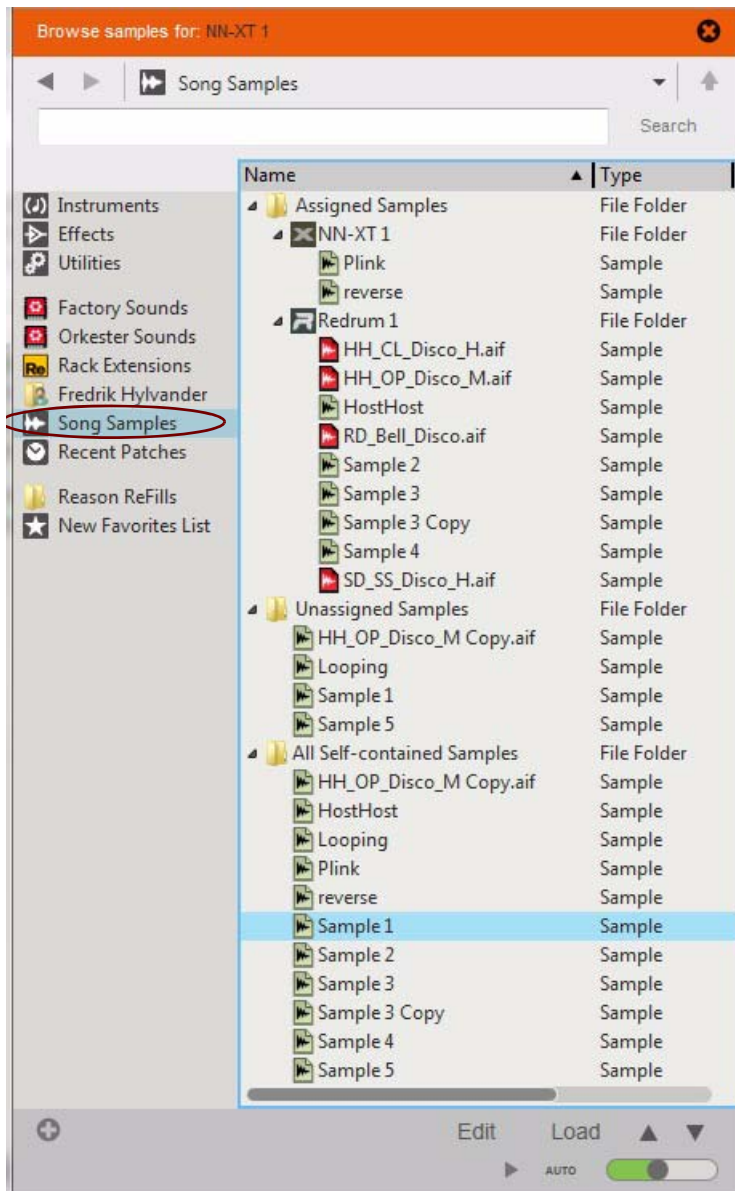 Browse samples for: NN-XT 1
Song Samples
Search
Name Type
Instruments
Effects
Utilities
Factory Sounds
Orkester Sounds
Re Rack Extensions
Fredrik Hylvander
Song Samples
Recent Patches
Reason ReFills
New Favorites List
Assigned Samples File Folder
NN-XT 1 File Folder
Plink Sample
reverse Sample
Redrum 1 File Folder
HH_CL_Disco_H.aif Sample
HH_OP_Disco_M.aif Sample
HostHost Sample
RD_Bell_Disco.aif Sample
Sample 2 Sample
Sample 3 Sample
Sample 3 Copy Sample
Sample 4 Sample
SD_SS_Disco_H.aif Sample
Unassigned Samples File Folder
HH_OP_Disco_M Copy.aif Sample
Looping Sample
Sample 1 Sample
Sample 5 Sample
All Self-contained Samples File Folder
HH_OP_Disco_M Copy.aif Sample
HostHost Sample
Looping Sample
Plink Sample
reverse Sample
Sample 1 Sample
Sample 2 Sample
Sample 3 Sample
Sample 3 Copy Sample
Sample 4 Sample
Sample 5 Sample
Edit Load
AUTO